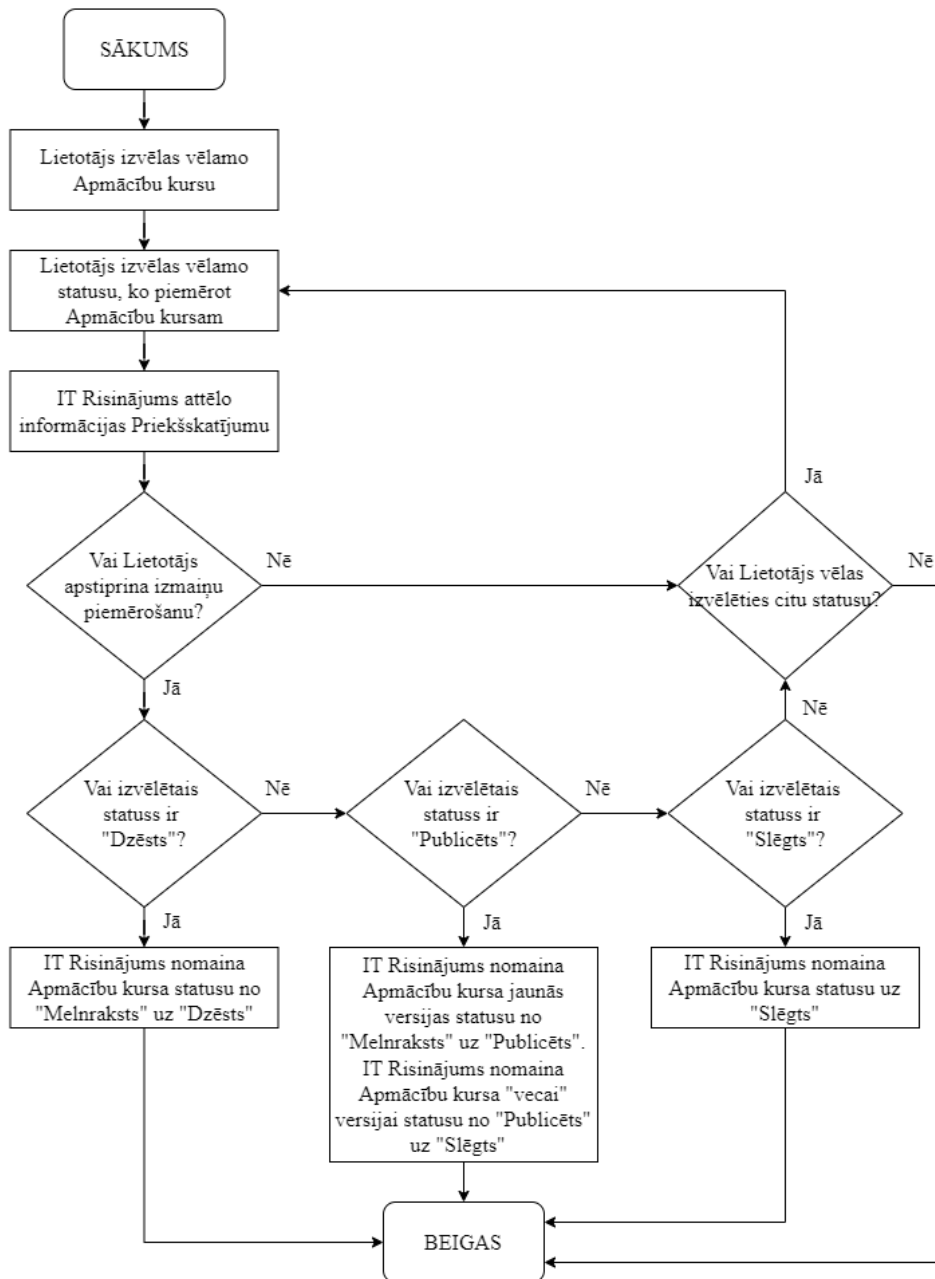 SĀKUMS
Lietotājs izvēlas vēlamo
Apmācību kursu
Lietotājs izvēlas vēlamo
statusu, ko piemērot
Apmācību kursam
IT Risinājums attēlo
informācijas Priekšskatījumu
Jā
Vai Lietotājs
apstiprina izmaiņu
piemērošanu?
Nē
Vai Lietotājs vēlas
izvēlēties citu statusu?
Nē
Jā
Nē
Vai izvēlētais
statuss ir
"Dzēsts"?
Nē
Vai izvēlētais
statuss ir
"Publicēts"?
Nē
Vai izvēlētais
statuss ir
"Slēgts"?
Jā
Jā
Jā
IT Risinājums nomaina
Apmācību kursa statusu no
"Melnraksts" uz "Dzēsts"
IT Risinājums nomaina
Apmācību kursa jaunās
versijas statusu no
"Melnraksts" uz "Publicēts".
IT Risinājums nomaina
Apmācību kursa "vecai"
versijai statusu no "Publicēts"
uz "Slēgts"
IT Risinājums nomaina
Apmācību kursa statusu uz
"Slēgts"
BEIGAS